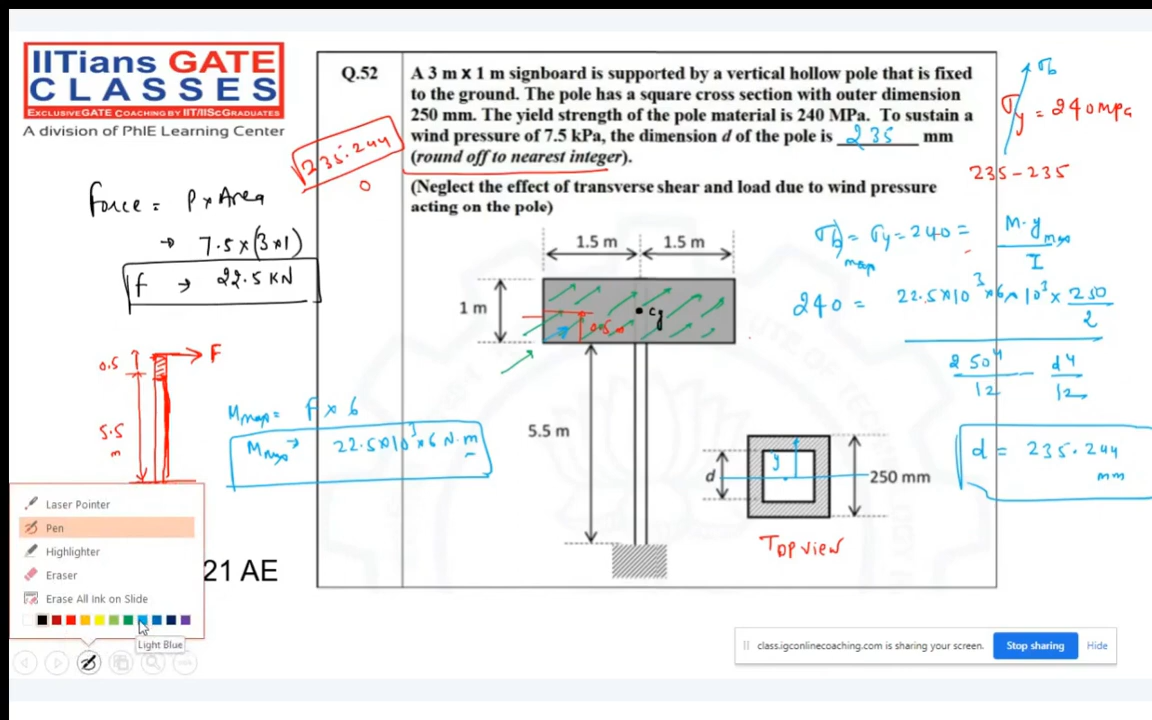 IITians GATE
CLASSES
EXCLUSIVE GATE COACHING BY IIT/IISc GRADUATES
A division of PhIE Learning Center
Q.52
A 3 m x 1 m signboard is supported by a vertical hollow pole that is fixed
to the ground. The pole has a square cross section with outer dimension
250 mm. The yield strength of the pole material is 240 MPa. To sustain a
wind pressure of 7.5 kPa, the dimension d of the pole is 235 mm
(round off to nearest integer).
(Neglect the effect of transverse shear and load due to wind pressure
acting on the pole)
235.244
0
σb
σy = 240 mpa
235 - 235
force = P x Area
→ 7.5 x (3x1)
f → 22.5 KN
0.5
F
5.5
m
Mmax = F x 6
Mmax → 22.5x10³x6 N.m
1.5 m
1.5 m
1 m
cg
0.5 m
5.5 m
y
d
250 mm
Top view
σb max = σy = 240 = M.ymax / I
240 = 22.5x10³x6x10³ x 250/2
250⁴/12 - d⁴/12
d = 235.244
mm
Laser Pointer
Pen
Highlighter
Eraser
Erase All Ink on Slide
Light Blue
21 AE
class.igconlinecoaching.com is sharing your screen.
Stop sharing
Hide